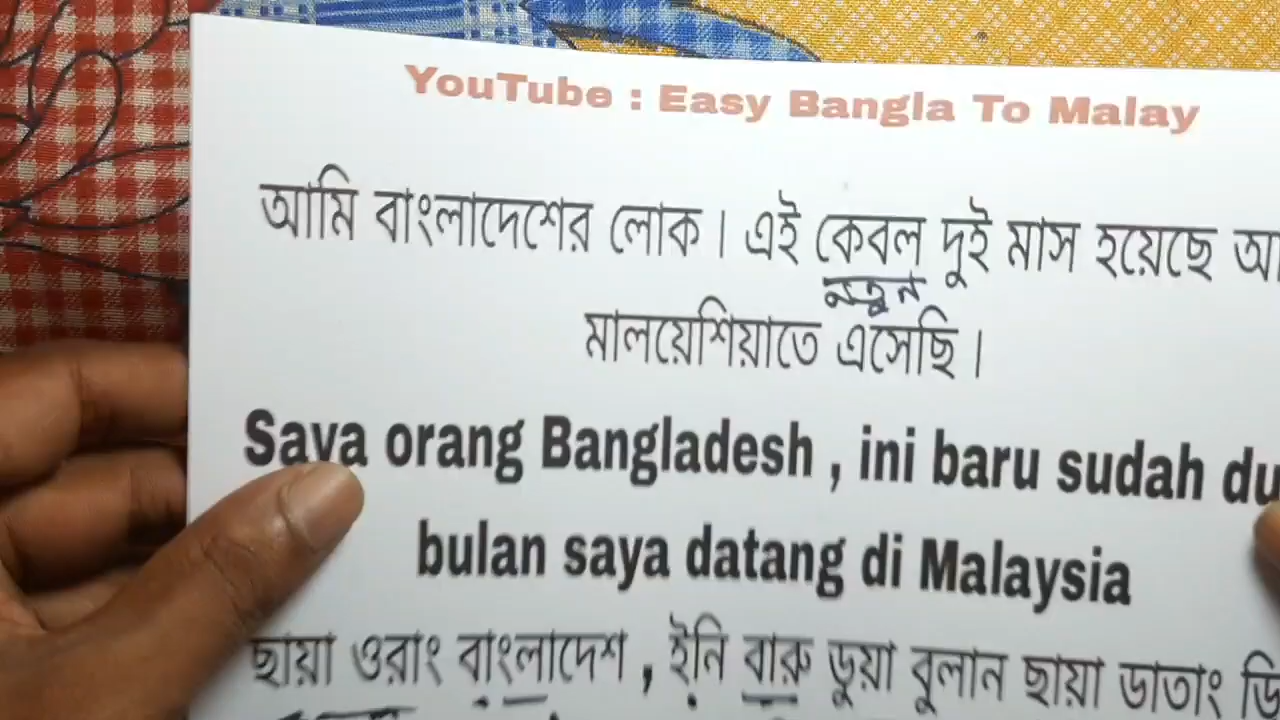 YouTube : Easy Bangla To Malay
আমি বাংলাদেশের লোক। এই কেবল দুই মাস হয়েছে
নতুন
মালয়েশিয়াতে এসেছি।
Saya orang Bangladesh , ini baru sudah du
bulan saya datang di Malaysia
ছায়া ওরাং বাংলাদেশ , ইনি বারু ডুয়া বুলান ছায়া ডাতাং ডি